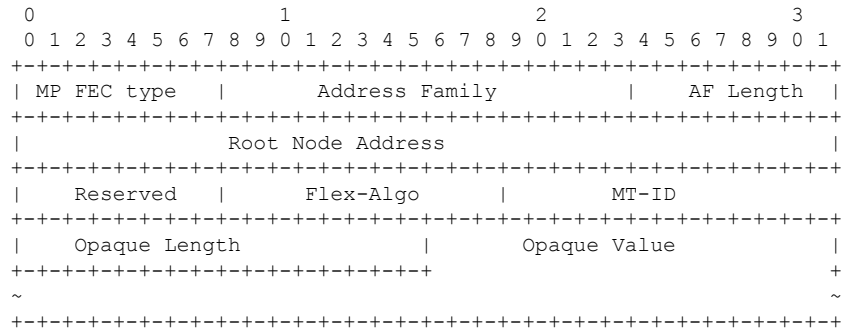 0                   1                   2                   3
 0 1 2 3 4 5 6 7 8 9 0 1 2 3 4 5 6 7 8 9 0 1 2 3 4 5 6 7 8 9 0 1
+-+-+-+-+-+-+-+-+-+-+-+-+-+-+-+-+-+-+-+-+-+-+-+-+-+-+-+-+-+-+-+-+
| MP FEC type   |       Address Family          |    AF Length  |
+-+-+-+-+-+-+-+-+-+-+-+-+-+-+-+-+-+-+-+-+-+-+-+-+-+-+-+-+-+-+-+-+
|                Root Node Address                              |
+-+-+-+-+-+-+-+-+-+-+-+-+-+-+-+-+-+-+-+-+-+-+-+-+-+-+-+-+-+-+-+-+
|    Reserved   |      Flex-Algo      |        MT-ID
+-+-+-+-+-+-+-+-+-+-+-+-+-+-+-+-+-+-+-+-+-+-+-+-+-+-+-+-+-+-+-+-+
|    Opaque Length              |       Opaque Value            |
+-+-+-+-+-+-+-+-+-+-+-+-+-+-+-+-+                               +
~                                                               ~
+-+-+-+-+-+-+-+-+-+-+-+-+-+-+-+-+-+-+-+-+-+-+-+-+-+-+-+-+-+-+-+-+